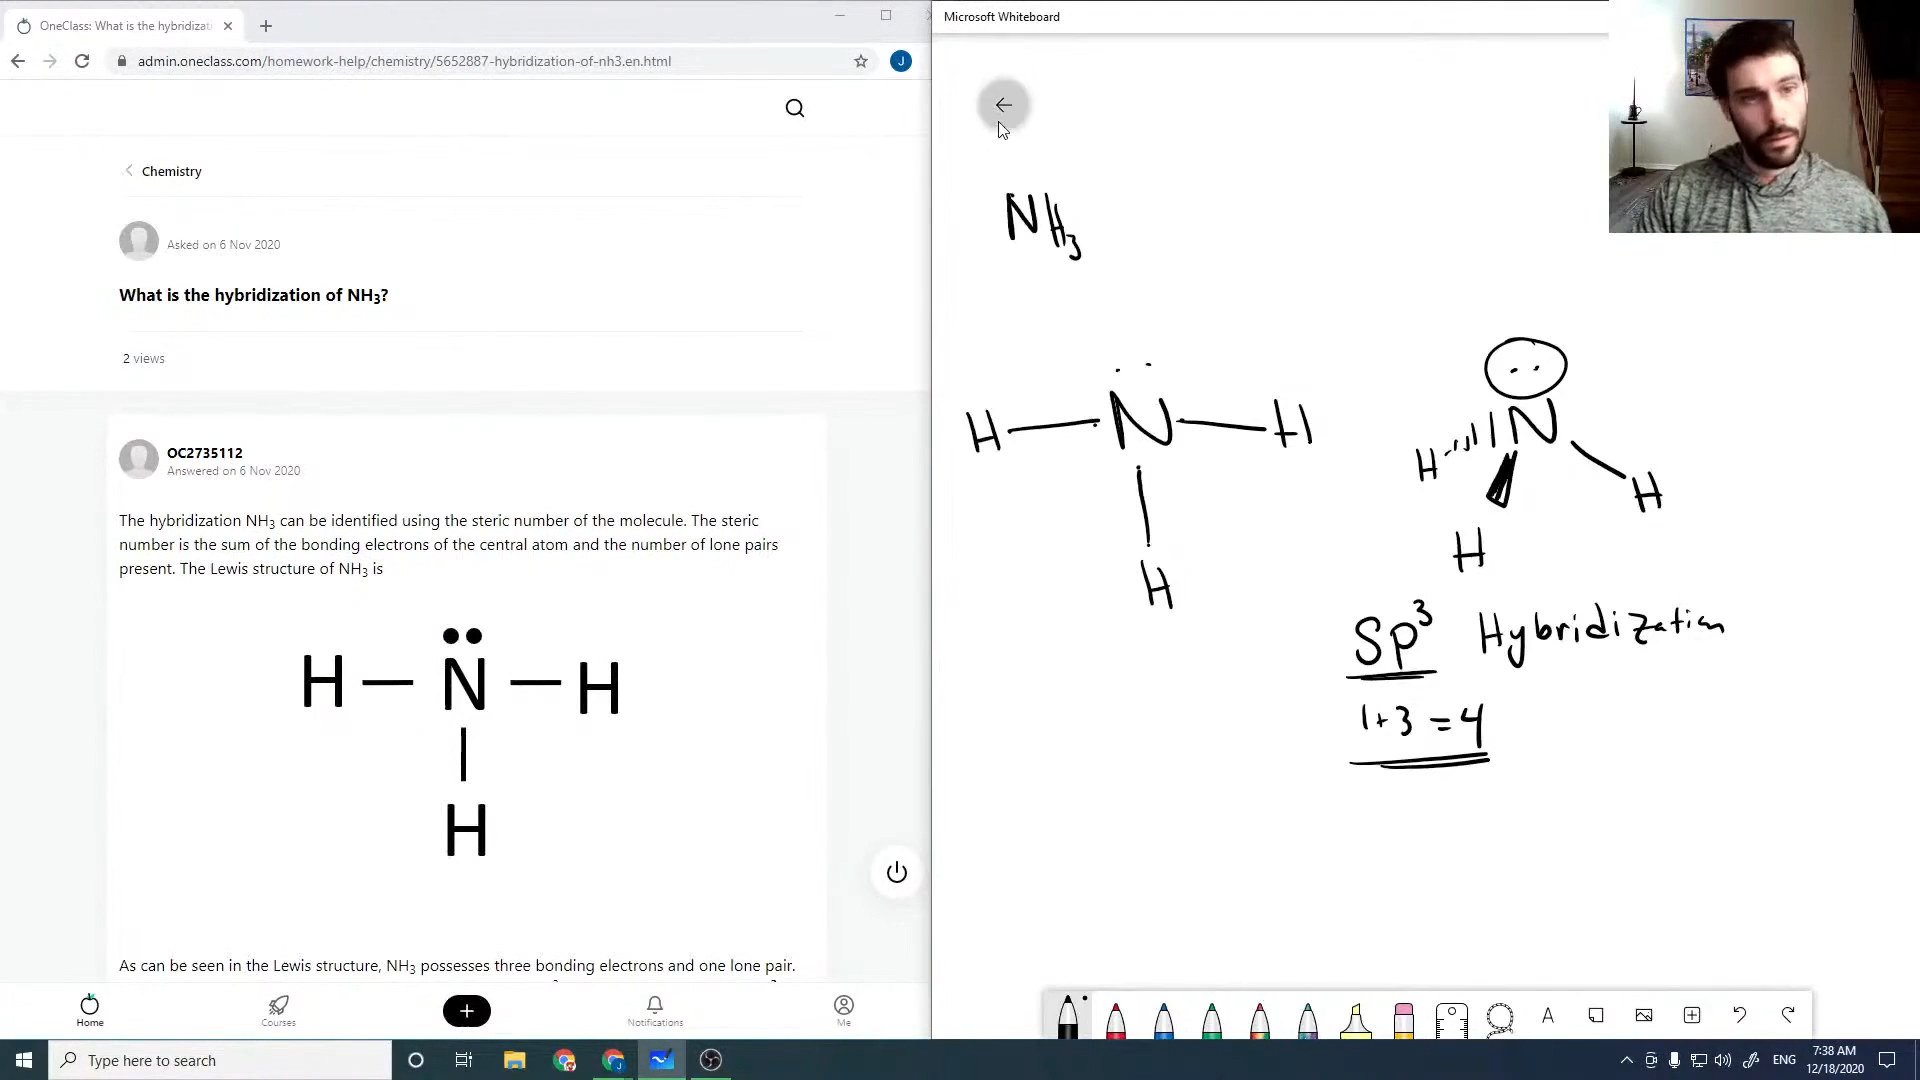 OneClass: What is the hybridizat
Microsoft Whiteboard
admin.oneclass.com/homework-help/chemistry/5652887-hybridization-of-nh3.en.html
J
Chemistry
Asked on 6 Nov 2020
What is the hybridization of NH₃?
2 views
OC2735112
Answered on 6 Nov 2020
The hybridization NH₃ can be identified using the steric number of the molecule. The steric
number is the sum of the bonding electrons of the central atom and the number of lone pairs
present. The Lewis structure of NH₃ is
H — N — H
H
As can be seen in the Lewis structure, NH₃ possesses three bonding electrons and one lone pair.
Home
Courses
Notifications
Me
NH₃
H — N — H
H
N
H
H
H
Sp³ Hybridization
1+3 = 4
A
Type here to search
ENG
7:38 AM
12/18/2020